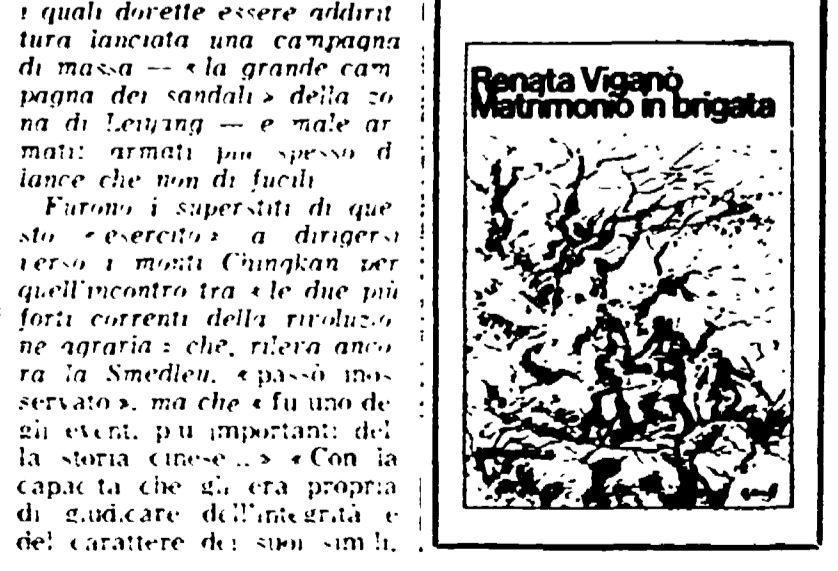 i quali dovette essere addirit
tura lanciata una campagna
di massa — « la grande cam
pagna dei sandali » della zo
na di — e male ar
mati: armati più spesso d
lance che non di fucili
Furono i superstiti di que
sto « esercito » a dirigersi
verso i monti Chingkan per
quell'incontro tra « le due più
forti correnti della rivoluzio
ne agraria » che, rileva anco
ra la Smedley, « passò inos
servato », ma che « fu uno de
gli eventi più importanti del
la storia cinese .. » « Con la
capacità che gli era propria
di giudicare dell'integrità e
del carattere dei suoi simili,
Renata Viganò
Matrimonio in brigata